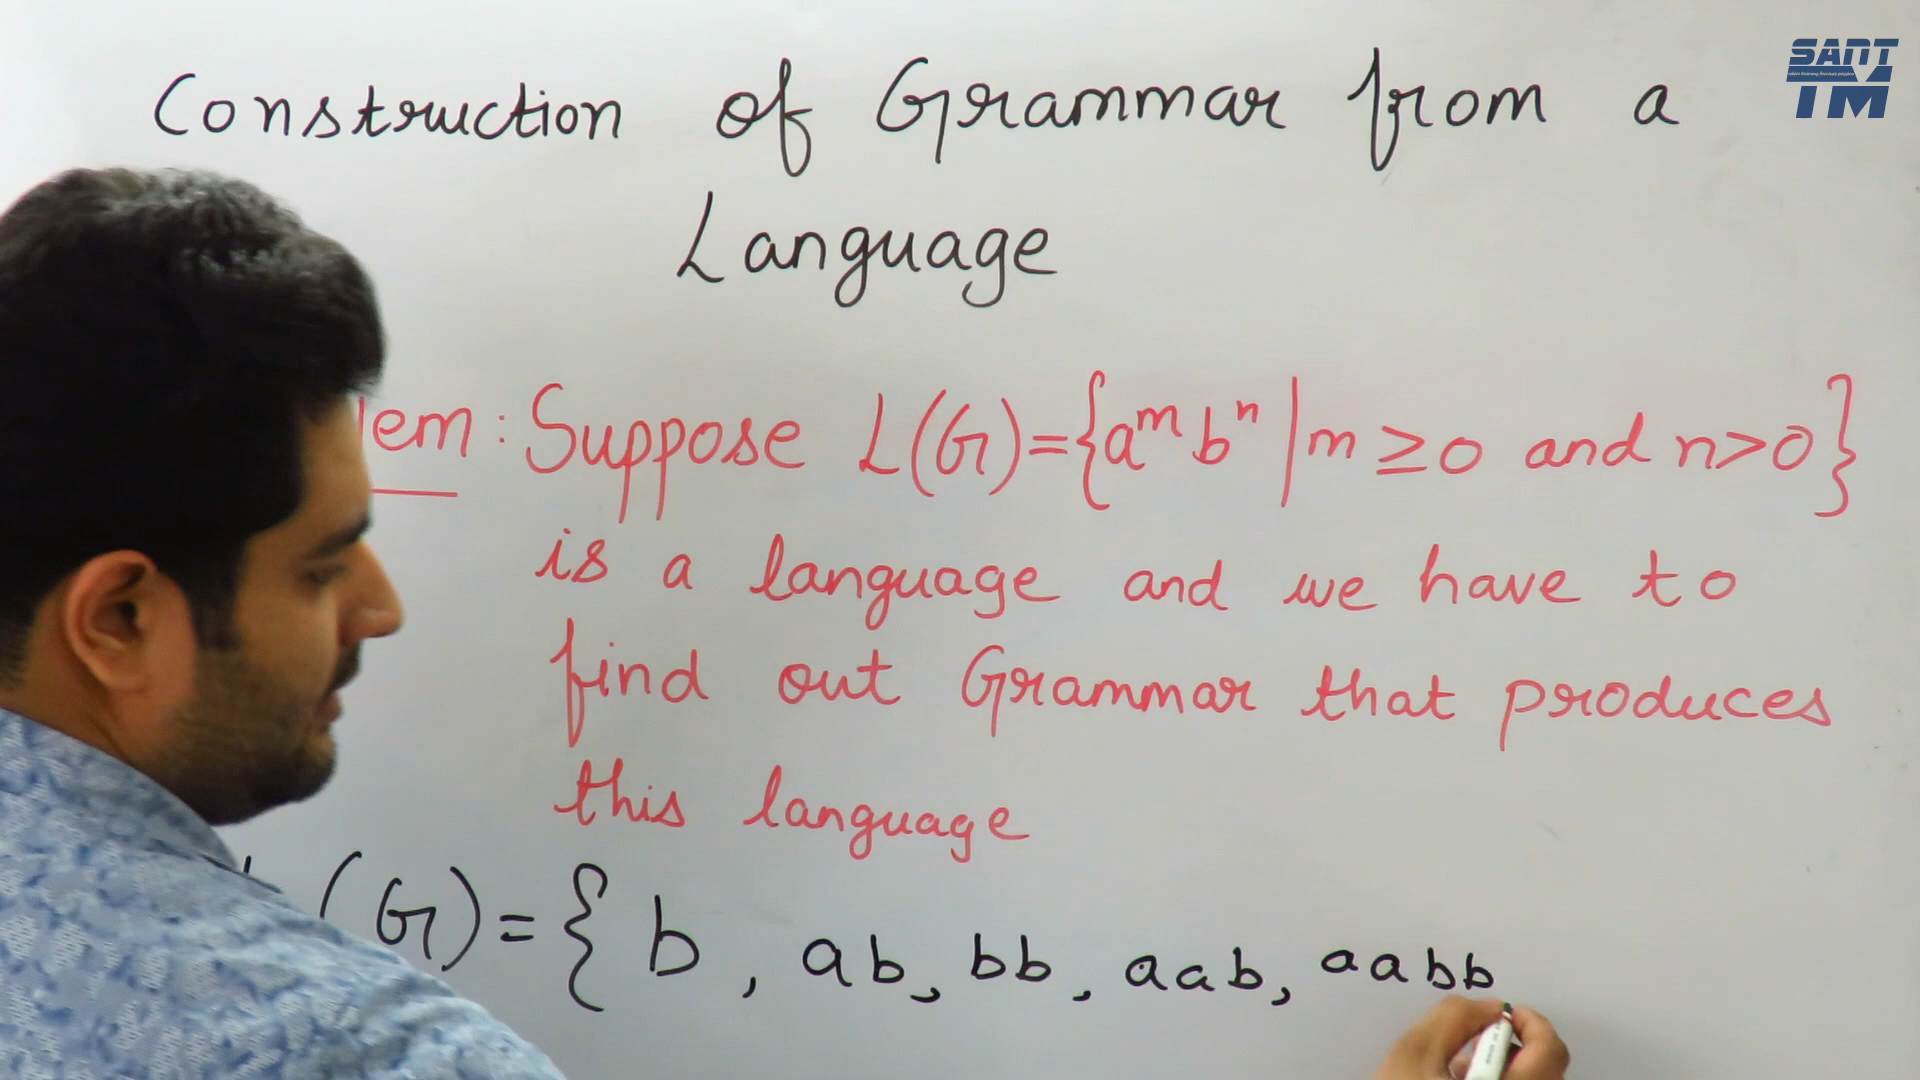 Construction of Grammar from a
Language
lem: Suppose L(G)={a^m b^n | m ≥ 0 and n>0}
is a language and we have to
find out Grammar that produces
this language
(G)={ b, ab, bb, aab, aabb
SANT
TM